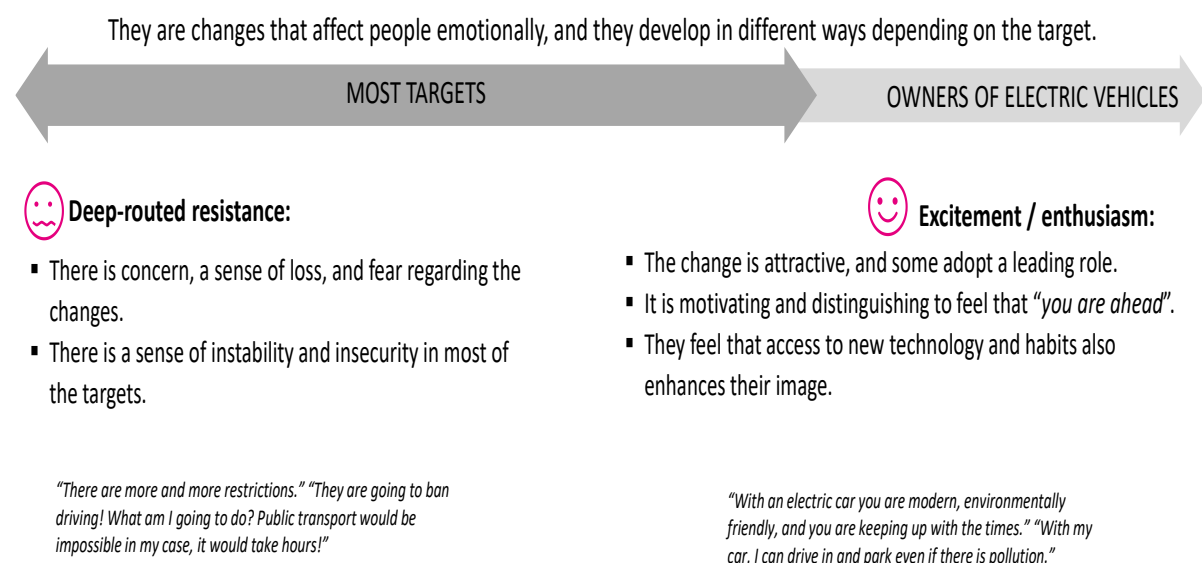 They are changes that affect people emotionally, and they develop in different ways depending on the target.
MOST TARGETS
OWNERS OF ELECTRIC VEHICLES
Deep-routed resistance:
▪ There is concern, a sense of loss, and fear regarding the
changes.
▪ There is a sense of instability and insecurity in most of
the targets.
“There are more and more restrictions.” “They are going to ban
driving! What am I going to do? Public transport would be
impossible in my case, it would take hours!”
Excitement / enthusiasm:
▪ The change is attractive, and some adopt a leading role.
▪ It is motivating and distinguishing to feel that “you are ahead”.
▪ They feel that access to new technology and habits also
enhances their image.
“With an electric car you are modern, environmentally
friendly, and you are keeping up with the times.” “With my
car, I can drive in and park even if there is pollution.”